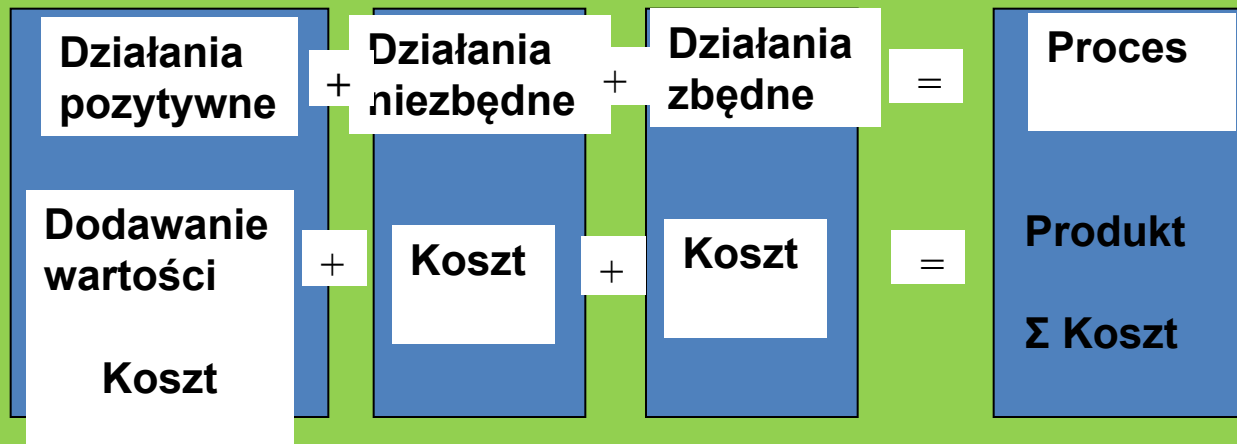 Działania
pozytywne
+
Działania
niezbędne
+
Działania
zbędne
=
Proces
Dodawanie
wartości
Koszt
+
Koszt
+
Koszt
=
Produkt
Σ Koszt